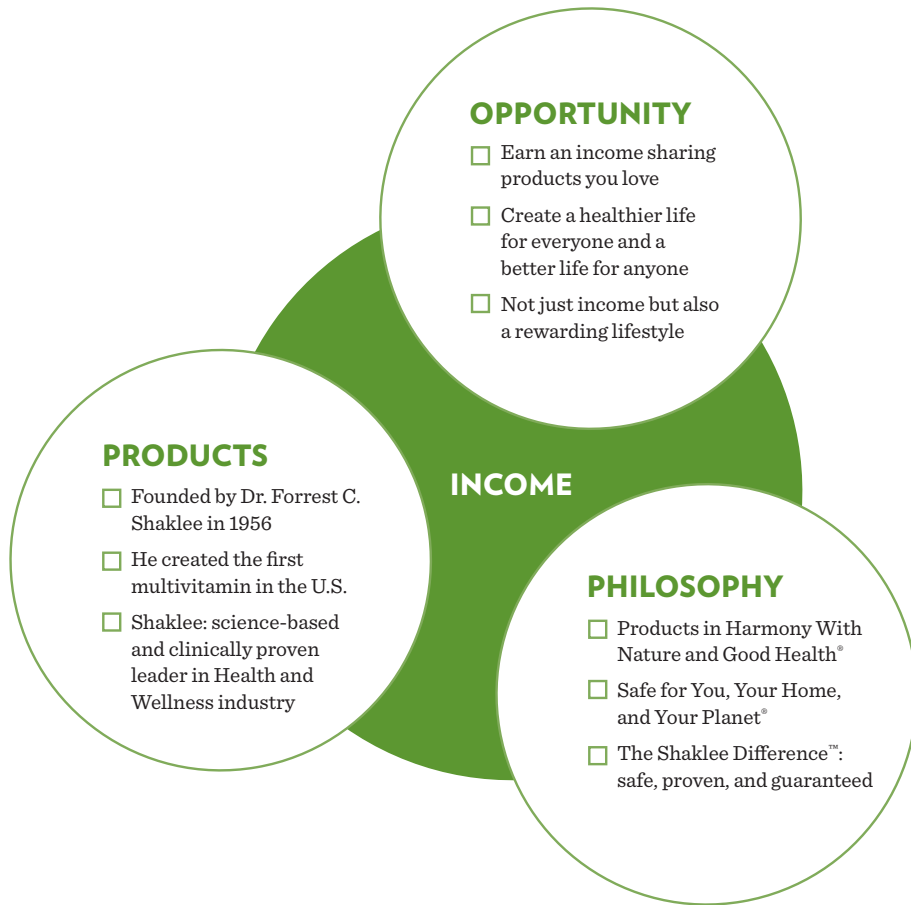 OPPORTUNITY
Earn an income sharing
products you love
Create a healthier life
for everyone and a
better life for anyone
Not just income but also
a rewarding lifestyle
PRODUCTS
Founded by Dr. Forrest C.
Shaklee in 1956
He created the first
multivitamin in the U.S.
Shaklee: science-based
and clinically proven
leader in Health and
Wellness industry
INCOME
PHILOSOPHY
Products in Harmony With
Nature and Good Health®
Safe for You, Your Home,
and Your Planet®
The Shaklee Difference™:
safe, proven, and guaranteed